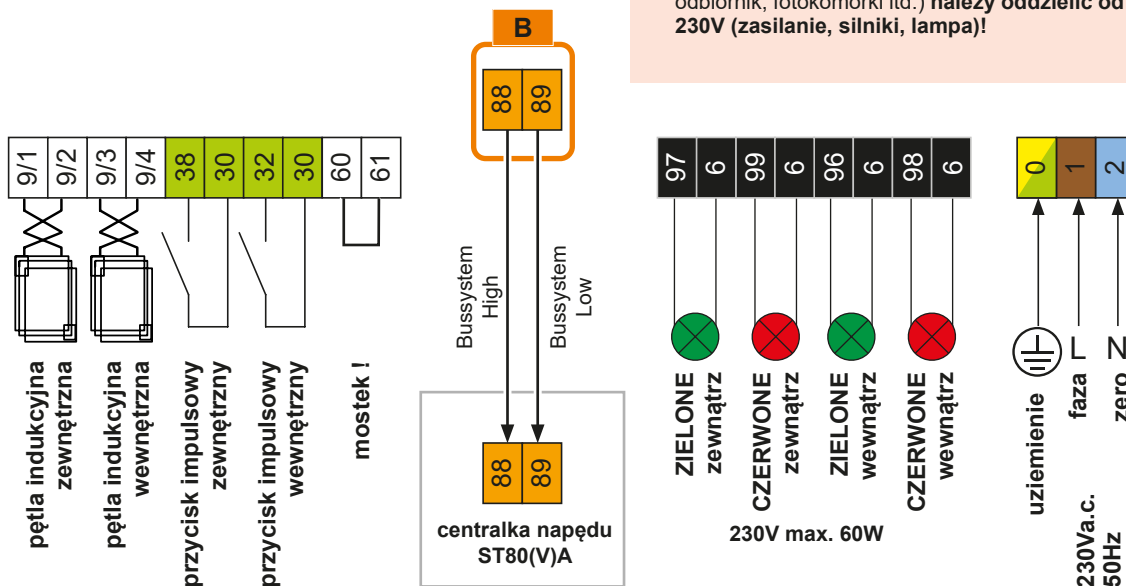 odbiornik, fotokomórki itd.) należy oddzielić od
230V (zasilanie, silniki, lampa)!
B
88 89
9/1 9/2 9/3 9/4 38 30 32 30 60 61
97 6 99 6 96 6 98 6
0 1 2
Bussystem
High
Bussystem
Low
pętla indukcyjna
zewnętrzna
pętla indukcyjna
wewnętrzna
przycisk impulsowy
zewnętrzny
przycisk impulsowy
wewnętrzny
mostek !
88 89
centralka napędu
ST80(V)A
ZIELONE
zewnątrz
CZERWONE
zewnątrz
ZIELONE
wewnątrz
CZERWONE
wewnątrz
230V max. 60W
L N
uziemienie
faza
zero
230Va.c.
50Hz